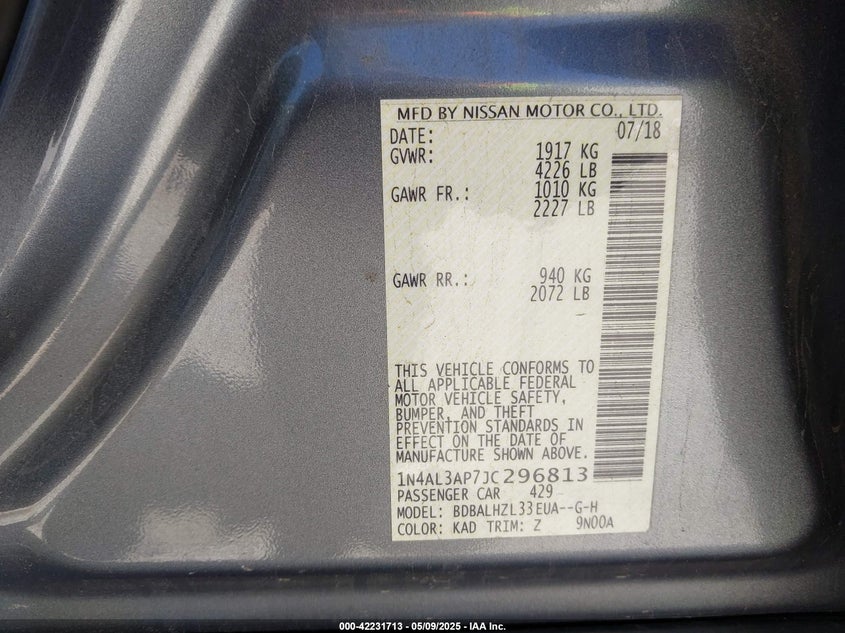 MFD BY NISSAN MOTOR CO., LTD.
DATE: 07/18
GVWR: 1917 KG
4226 LB
GAWR FR.: 1010 KG
2227 LB
GAWR RR.: 940 KG
2072 LB
THIS VEHICLE CONFORMS TO
ALL APPLICABLE FEDERAL
MOTOR VEHICLE SAFETY,
BUMPER, AND THEFT
PREVENTION STANDARDS IN
EFFECT ON THE DATE OF
MANUFACTURE SHOWN ABOVE.
1N4AL3AP7JC296813
PASSENGER CAR 429
MODEL: BDBALHZL33EUA--G-H
COLOR: KAD TRIM: Z 9N00A
000-42231713 - 05/09/2025 - IAA Inc.